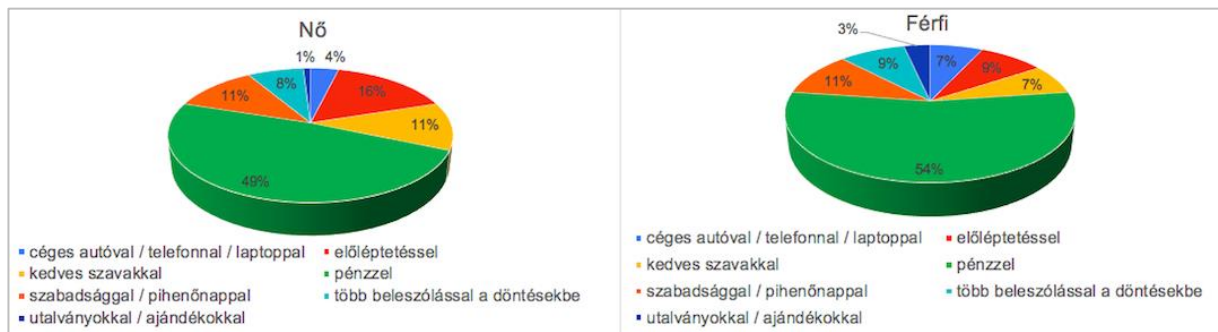 Nő
1%
4%
8%
16%
11%
11%
49%
céges autóval / telefonnal / laptoppal
előléptetéssel
kedves szavakkal
pénzzel
szabadsággal / pihenőnappal
több beleszólással a döntésekbe
utalványokkal / ajándékokkal
Férfi
3%
7%
9%
9%
11%
7%
54%
céges autóval / telefonnal / laptoppal
előléptetéssel
kedves szavakkal
pénzzel
szabadsággal / pihenőnappal
több beleszólással a döntésekbe
utalványokkal / ajándékokkal